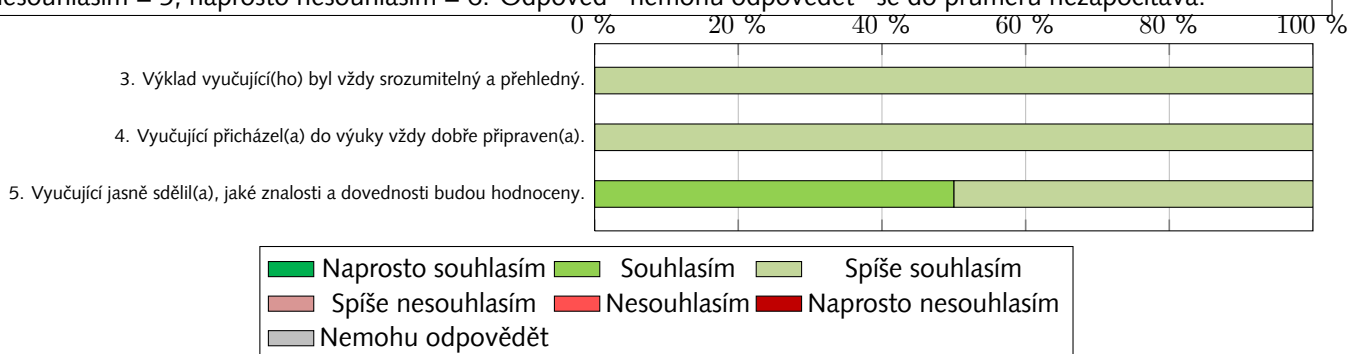 nesouhlasím = 5, naprosto nesouhlasím = 6. Odpověď "nemohu odpovědět" se do průměru nezapočítává.
0 % 20 % 40 % 60 % 80 % 100 %
3. Výklad vyučující(ho) byl vždy srozumitelný a přehledný.
4. Vyučující přicházel(a) do výuky vždy dobře připraven(a).
5. Vyučující jasně sdělil(a), jaké znalosti a dovednosti budou hodnoceny.
Naprosto souhlasím Souhlasím Spíše souhlasím
Spíše nesouhlasím Nesouhlasím Naprosto nesouhlasím
Nemohu odpovědět